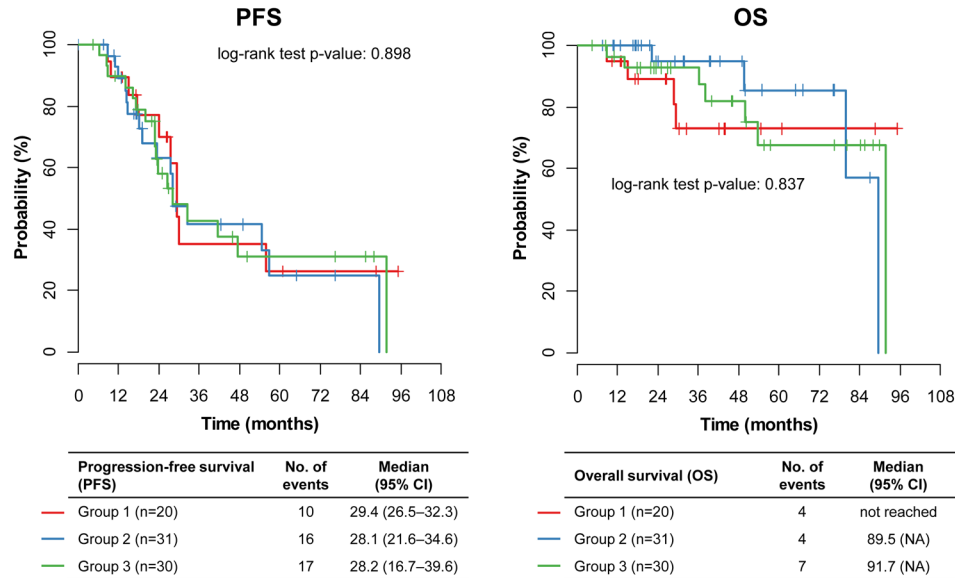 PFS
log-rank test p-value: 0.898
Probability (%)
100
80
60
40
20
0
0 12 24 36 48 60 72 84 96 108
Time (months)
Progression-free survival (PFS) No. of events Median (95% CI)
Group 1 (n=20) 10 29.4 (26.5–32.3)
Group 2 (n=31) 16 28.1 (21.6–34.6)
Group 3 (n=30) 17 28.2 (16.7–39.6)
OS
log-rank test p-value: 0.837
Probability (%)
100
80
60
40
20
0
0 12 24 36 48 60 72 84 96 108
Time (months)
Overall survival (OS) No. of events Median (95% CI)
Group 1 (n=20) 4 not reached
Group 2 (n=31) 4 89.5 (NA)
Group 3 (n=30) 7 91.7 (NA)